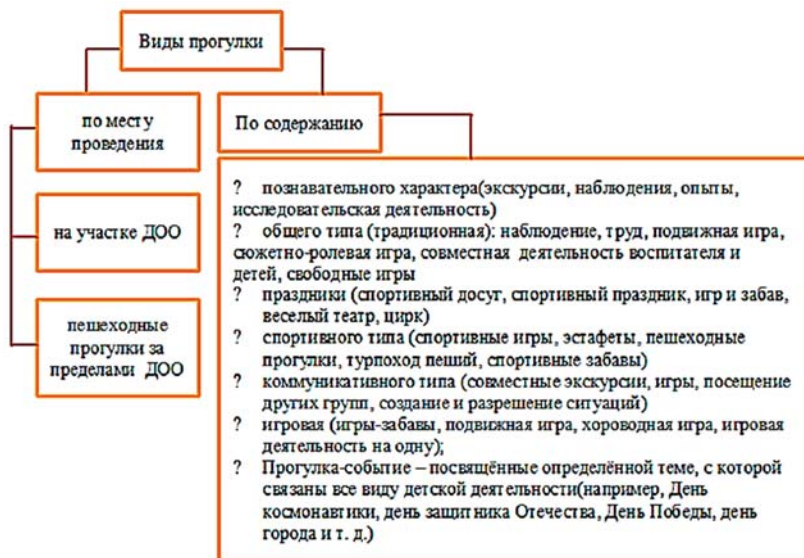 Виды прогулки
по месту
проведения
По содержанию
на участке ДОО
пешеходные
прогулки за
пределами ДОО
? познавательного характера(экскурсии, наблюдения, опыты,
исследовательская деятельность)
? общего типа (традиционная): наблюдение, труд, подвижная игра,
сюжетно-ролевая игра, совместная деятельность воспитателя и
детей, свободные игры
? праздники (спортивный досуг, спортивный праздник, игр и забав,
веселый театр, цирк)
? спортивного типа (спортивные игры, эстафеты, пешеходные
прогулки, турпоход пеший, спортивные забавы)
? коммуникативного типа (совместные экскурсии, игры, посещение
других групп, создание и разрешение ситуаций)
? игровая (игры-забавы, подвижная игра, хороводная игра, игровая
деятельность на одну);
? Прогулка-событие – посвящённые определённой теме, с которой
связаны все виду детской деятельности(например, День
космонавтики, день защитника Отечества, День Победы, день
города и т. д.)